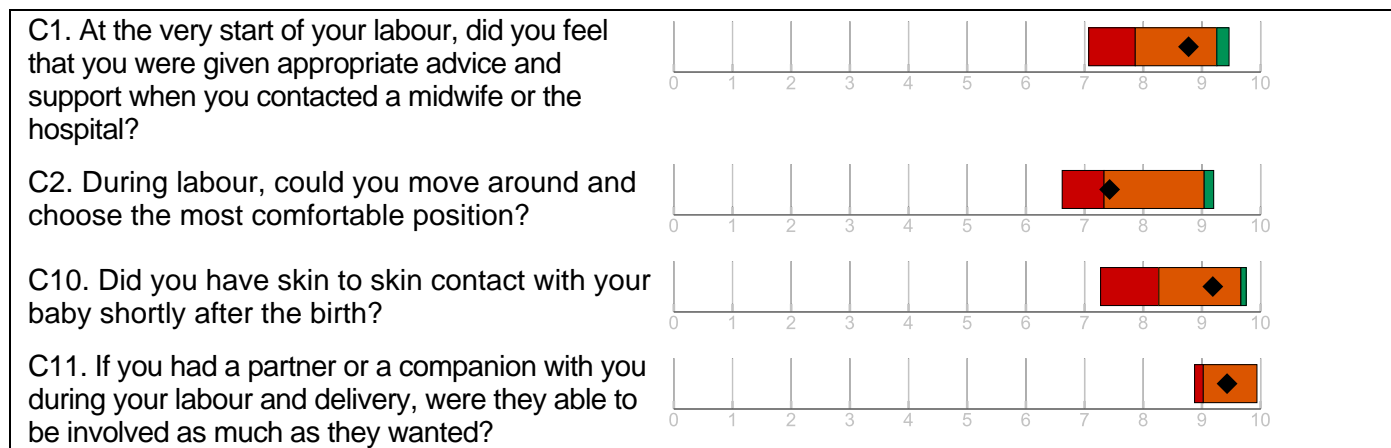 C1. At the very start of your labour, did you feel
that you were given appropriate advice and
support when you contacted a midwife or the
hospital?
0 1 2 3 4 5 6 7 8 9 10
C2. During labour, could you move around and
choose the most comfortable position?
0 1 2 3 4 5 6 7 8 9 10
C10. Did you have skin to skin contact with your
baby shortly after the birth?
0 1 2 3 4 5 6 7 8 9 10
C11. If you had a partner or a companion with you
during your labour and delivery, were they able to
be involved as much as they wanted?
0 1 2 3 4 5 6 7 8 9 10